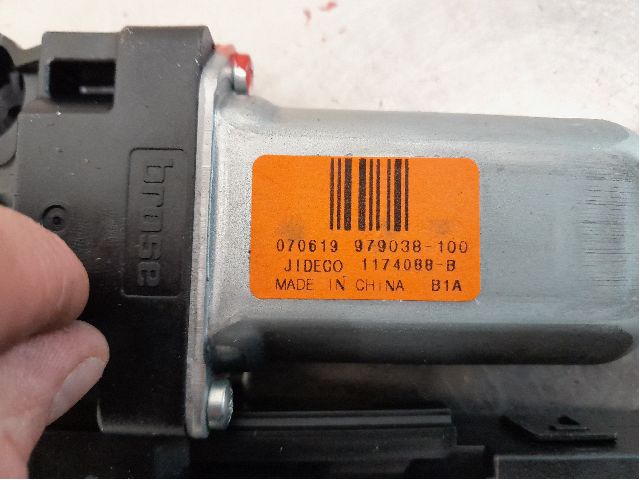 brose
070619 979038-100
JIDECO 1174088-B
MADE IN CHINA B1A